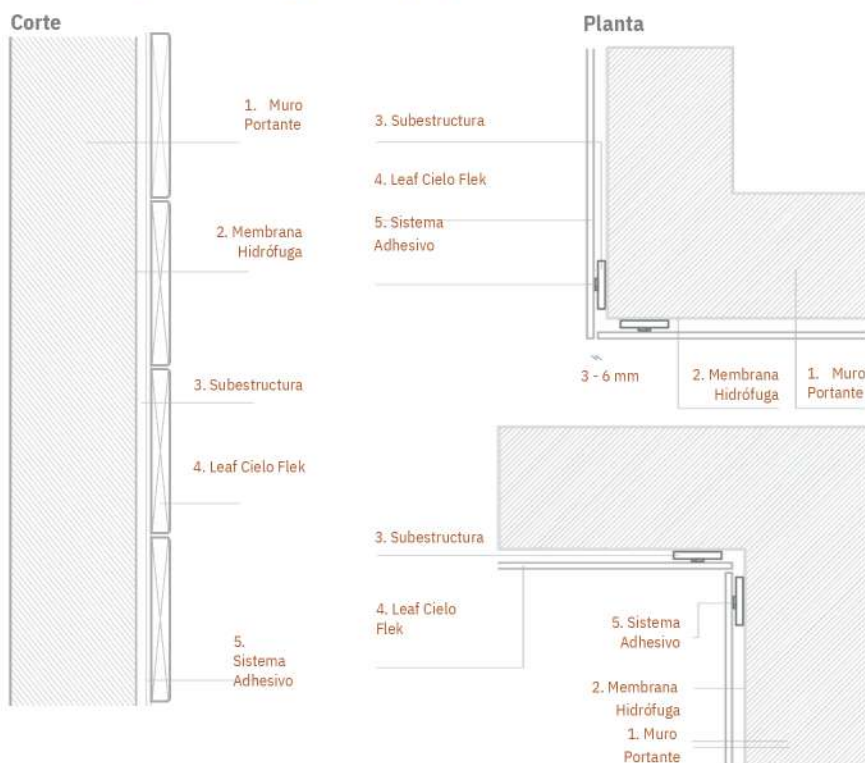 Corte
1. Muro
Portante
2. Membrana
Hidrófuga
3. Subestructura
4. Leaf Cielo Flek
5.
Sistema
Adhesivo
Planta
3. Subestructura
4. Leaf Cielo Flek
5. Sistema
Adhesivo
3 - 6 mm
2. Membrana
Hidrófuga
1. Muro
Portante
3. Subestructura
4. Leaf Cielo
Flek
5. Sistema
Adhesivo
2. Membrana
Hidrófuga
1. Muro
Portante